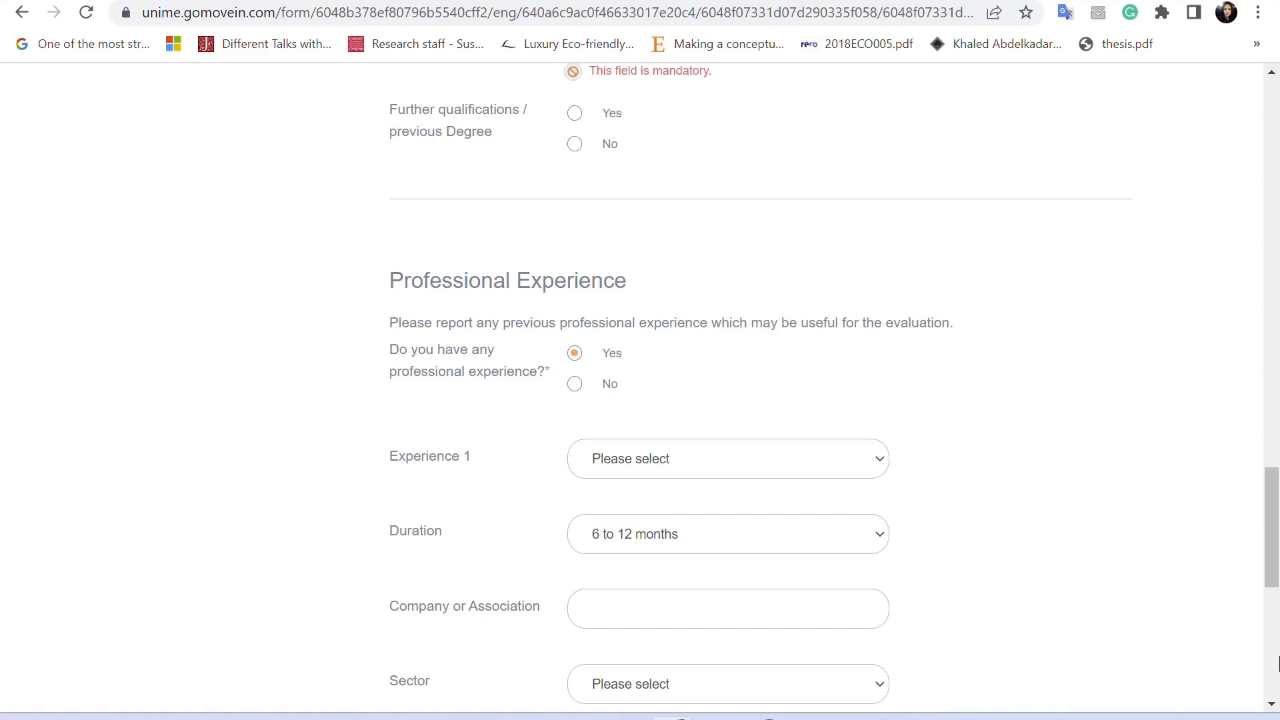 unime.gomovein.com/form/6048b378ef80796b5540cff2/eng/640a6c9ac0f46633017e20c4/6048f07331d07d290335f058/6048f07331d...
One of the most str...
Different Talks with...
Research staff - Sus...
Luxury Eco-friendly...
Making a conceptu...
rero
2018ECO005.pdf
Khaled Abdelkadar...
thesis.pdf
»
This field is mandatory.
Further qualifications /
previous Degree
Yes
No
Professional Experience
Please report any previous professional experience which may be useful for the evaluation.
Do you have any
professional experience?*
Yes
No
Experience 1
Please select
Duration
6 to 12 months
Company or Association
Sector
Please select